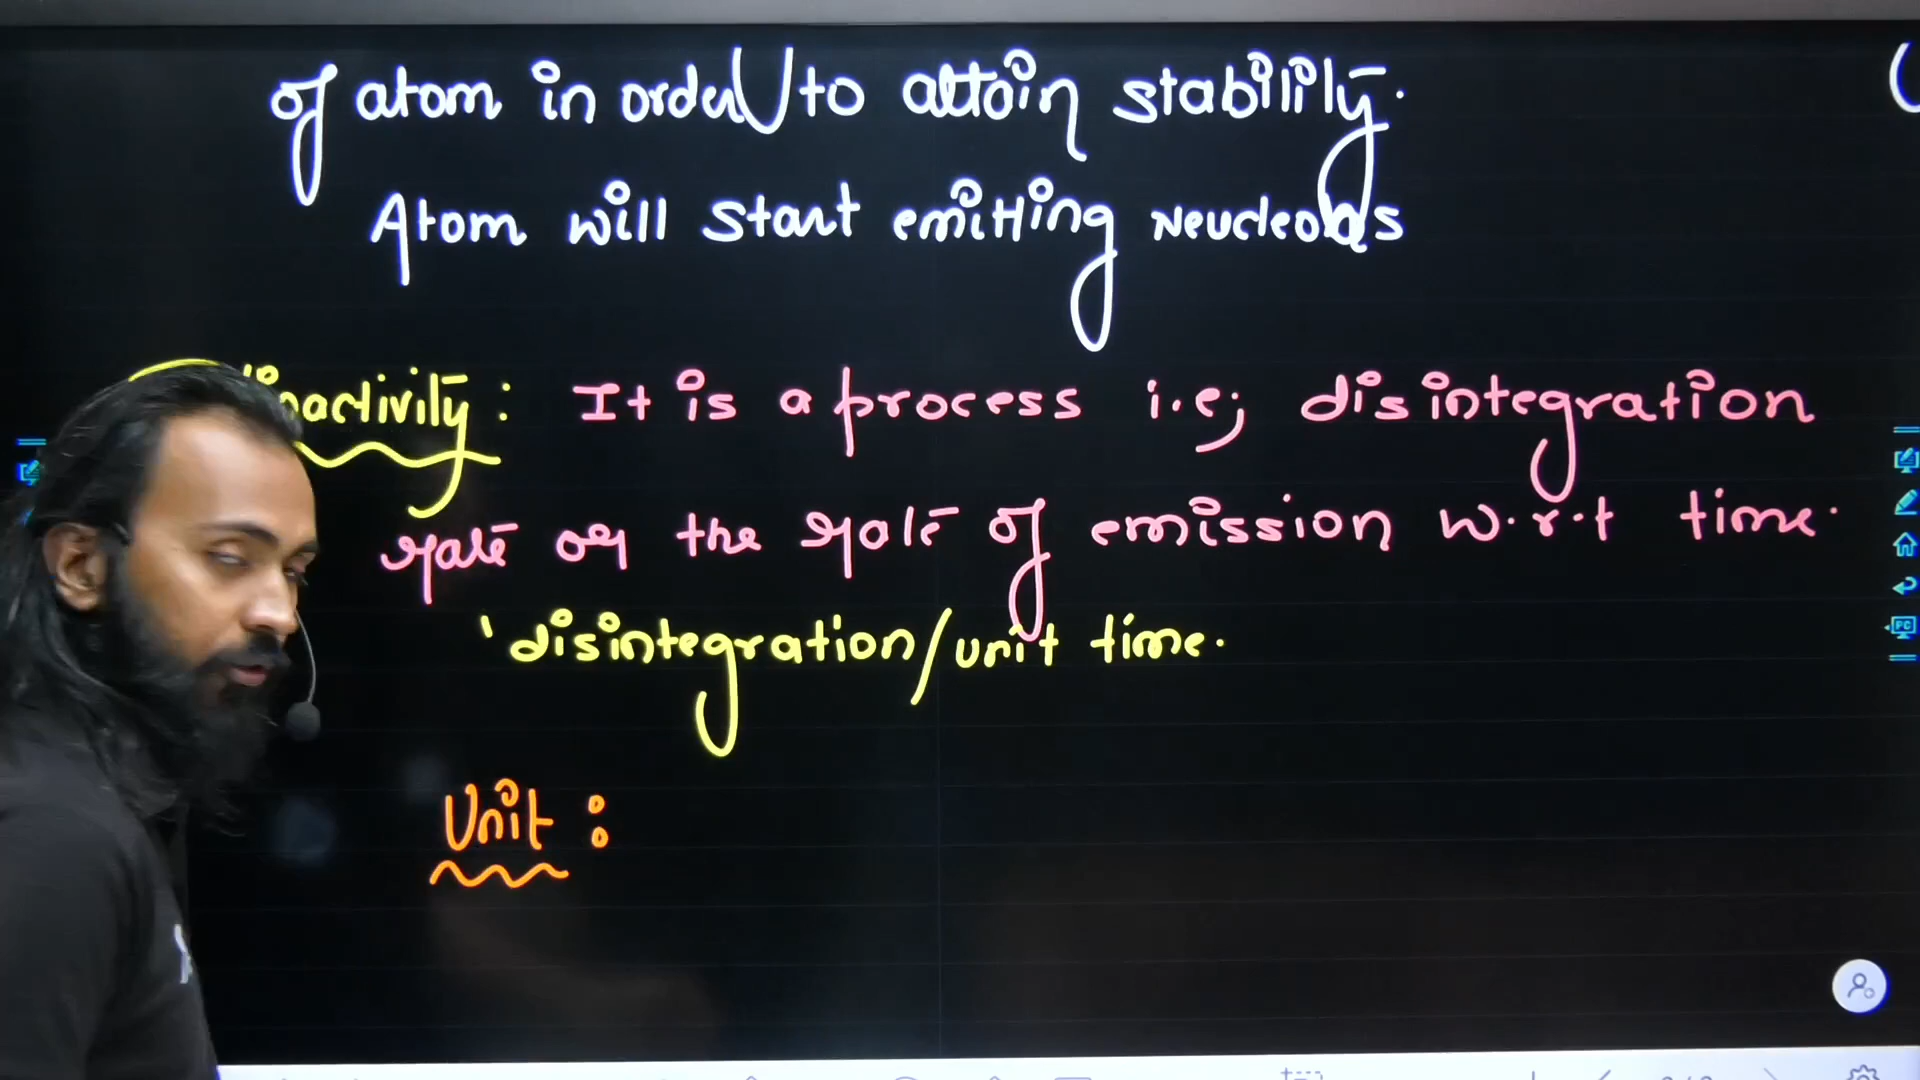 of atom in order to attain stability.
Atom will start emitting Neucleons
Radioactivity : It is a process i.e; disintegration
rate or the rate of emission w.r.t time.
'disintegration/unit time.
Unit :